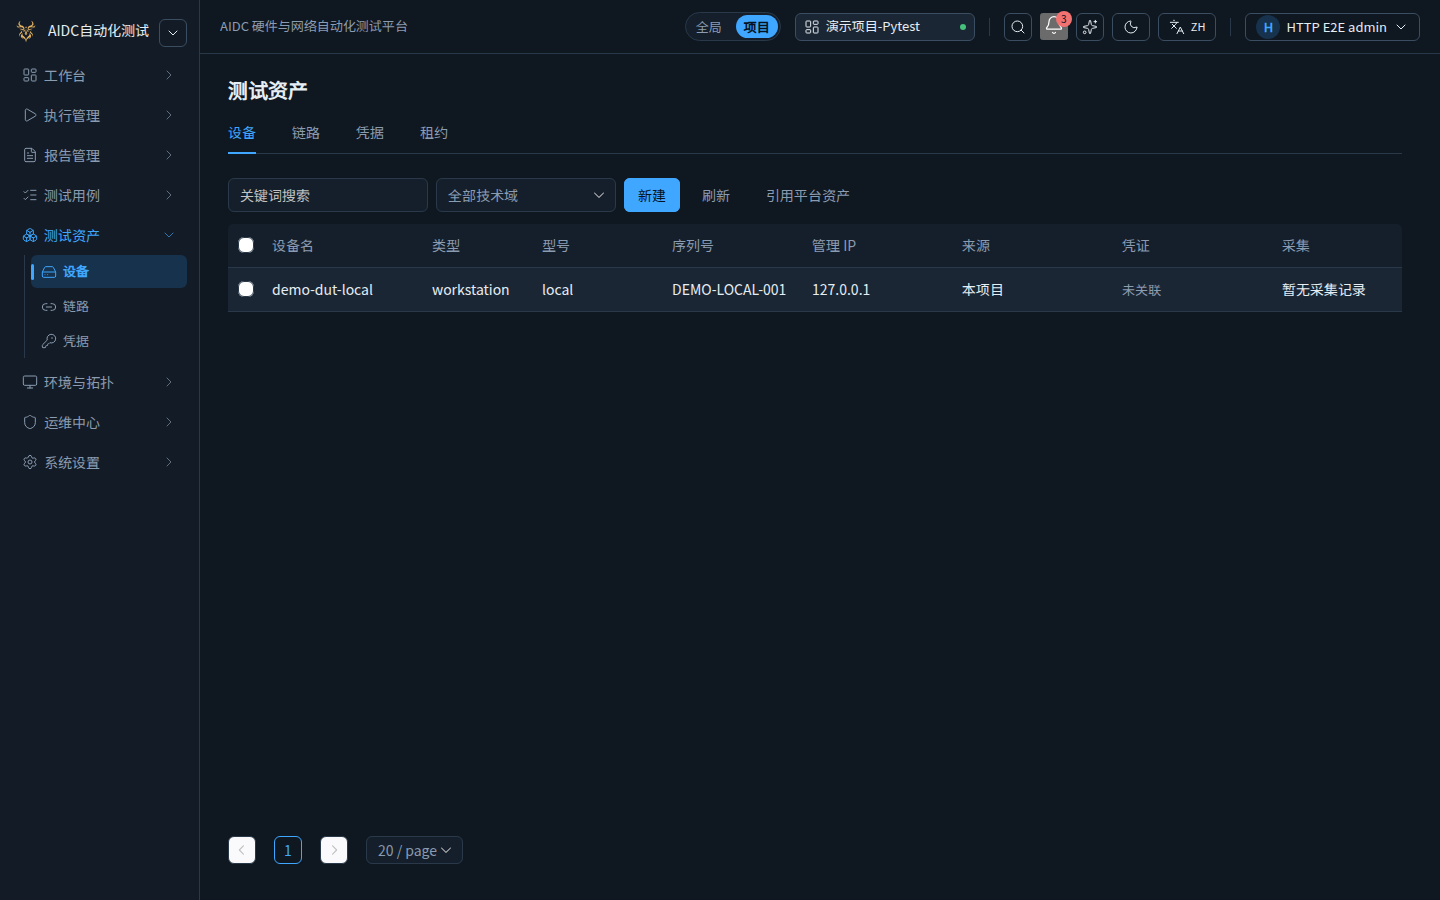 AIDC自动化测试
AIDC 硬件与网络自动化测试平台
全局
项目
演示项目-Pytest
3
ZH
H
HTTP E2E admin
工作台
执行管理
报告管理
测试用例
测试资产
设备
链路
凭据
环境与拓扑
运维中心
系统设置
测试资产
设备 链路 凭据 租约
关键词搜索 全部技术域 新建 刷新 引用平台资产
设备名 类型 型号 序列号 管理 IP 来源 凭证 采集
demo-dut-local workstation local DEMO-LOCAL-001 127.0.0.1 本项目 未关联 暂无采集记录
1 20 / page